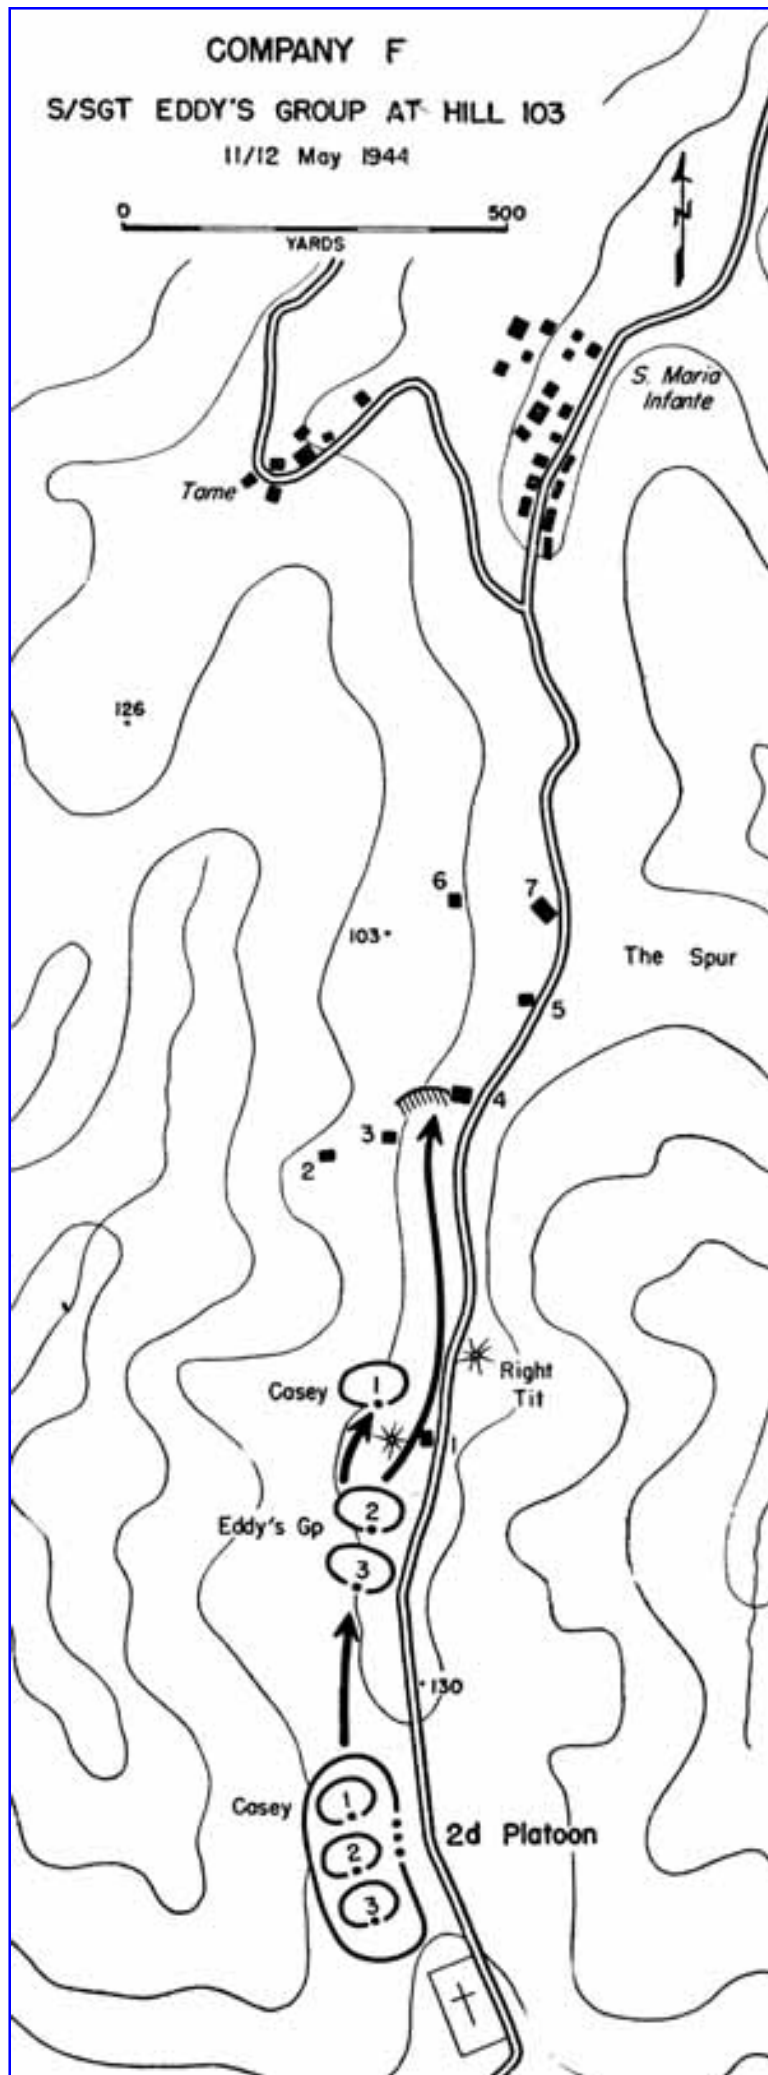 COMPANY F
S/SGT EDDY'S GROUP AT HILL 103
11/12 May 1944
0 500
YARDS
N
S. Maria
Infante
Tame
126
6
7
103
The Spur
5
4
3
2
Casey
1
Right
Tit
1
2
Eddy's Gp
3
130
Casey
1
2
2d Platoon
3